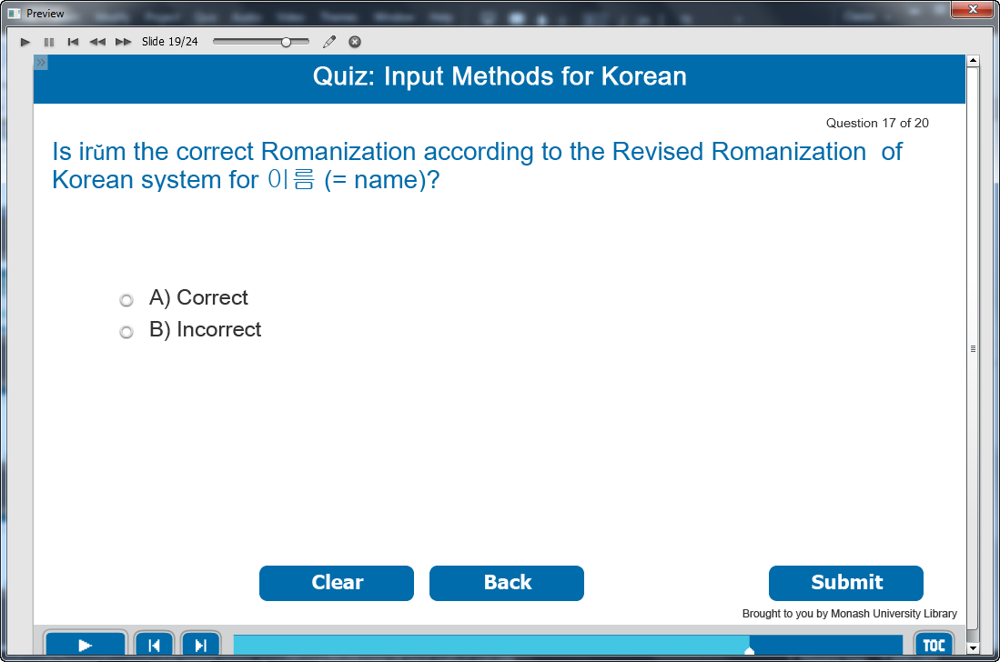 Preview
Slide 19/24
Quiz: Input Methods for Korean
Question 17 of 20
Is irŭm the correct Romanization according to the Revised Romanization  of
Korean system for 이름 (= name)?
A) Correct
B) Incorrect
Clear
Back
Submit
Brought to you by Monash University Library
TOC